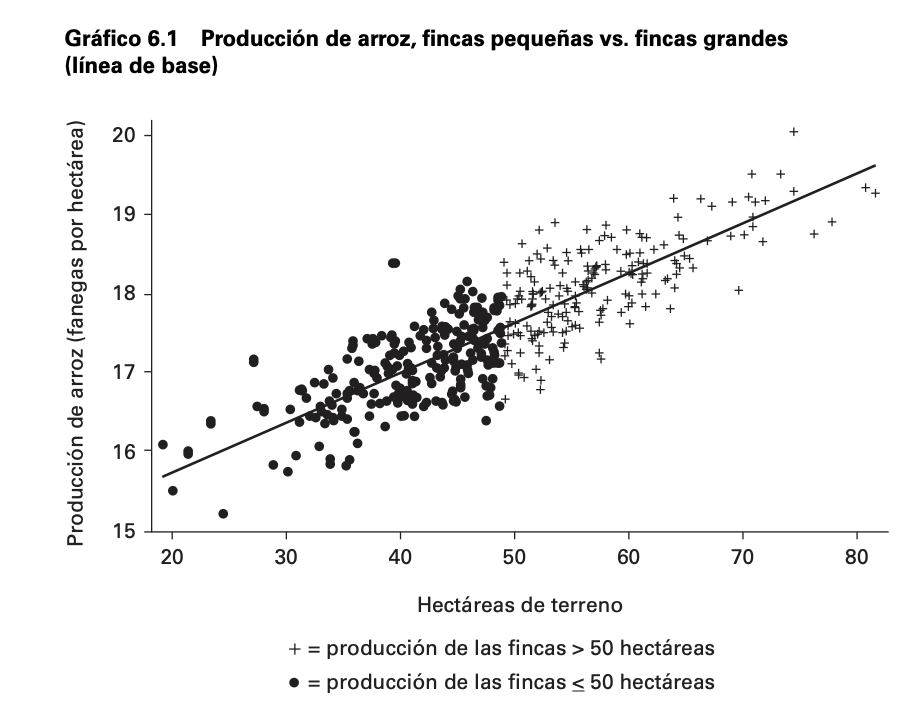 Gráfico 6.1 Producción de arroz, fincas pequeñas vs. fincas grandes
(línea de base)
Producción de arroz (fanegas por hectárea)
20
19
18
17
16
15
20 30 40 50 60 70 80
Hectáreas de terreno
+ = producción de las fincas > 50 hectáreas
● = producción de las fincas ≤ 50 hectáreas